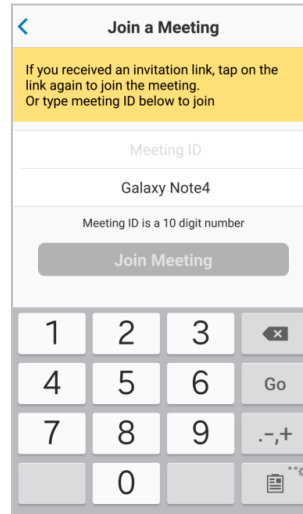 Join a Meeting
If you received an invitation link, tap on the
link again to join the meeting.
Or type meeting ID below to join
Meeting ID
Galaxy Note4
Meeting ID is a 10 digit number
Join Meeting
1 2 3
4 5 6 Go
7 8 9 .-,+
0